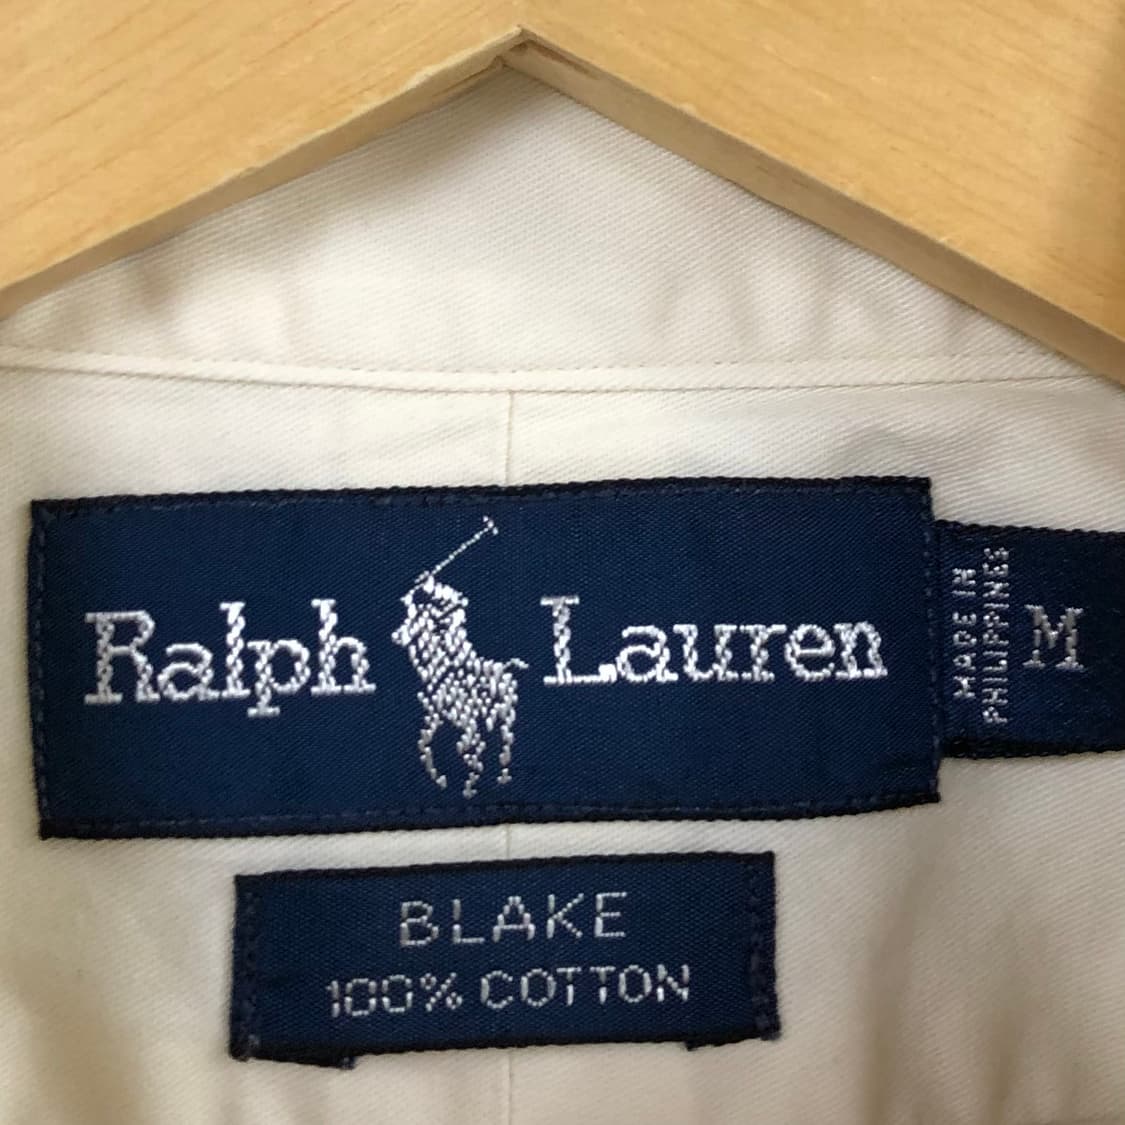 Ralph Lauren
MADE IN
PHILIPPINES
M
BLAKE
100% COTTON